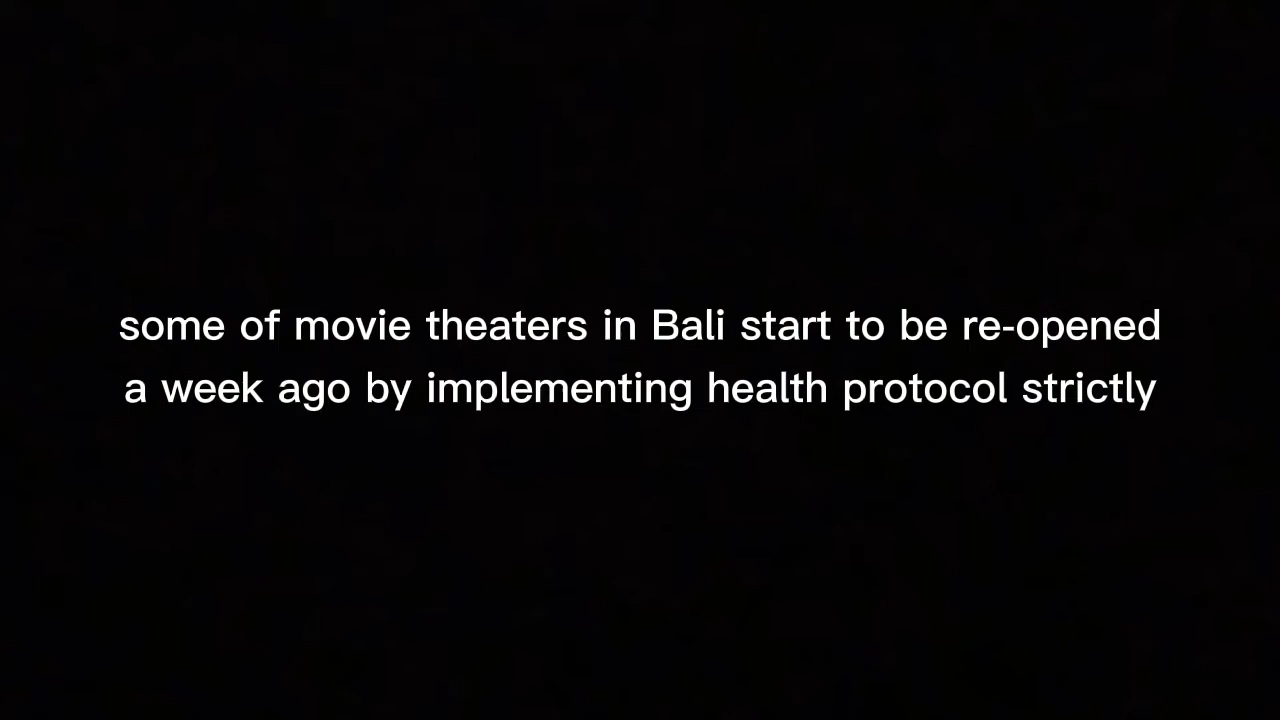 some of movie theaters in Bali start to be re-opened
a week ago by implementing health protocol strictly